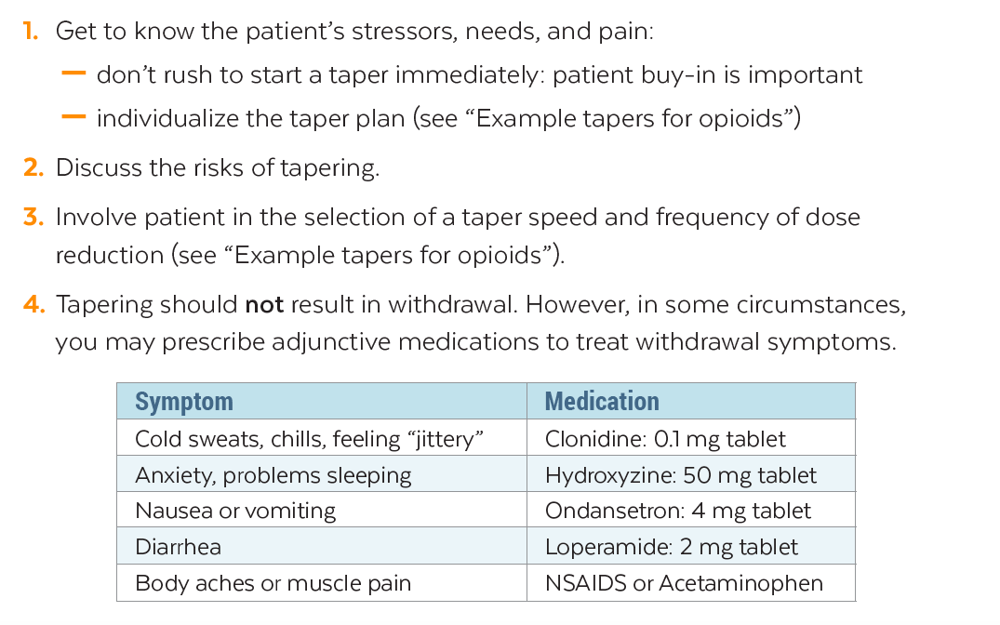 1. Get to know the patient’s stressors, needs, and pain:
— don’t rush to start a taper immediately: patient buy-in is important
— individualize the taper plan (see “Example tapers for opioids”)
2. Discuss the risks of tapering.
3. Involve patient in the selection of a taper speed and frequency of dose
reduction (see “Example tapers for opioids”).
4. Tapering should not result in withdrawal. However, in some circumstances,
you may prescribe adjunctive medications to treat withdrawal symptoms.
Symptom Medication
Cold sweats, chills, feeling “jittery” Clonidine: 0.1 mg tablet
Anxiety, problems sleeping Hydroxyzine: 50 mg tablet
Nausea or vomiting Ondansetron: 4 mg tablet
Diarrhea Loperamide: 2 mg tablet
Body aches or muscle pain NSAIDS or Acetaminophen